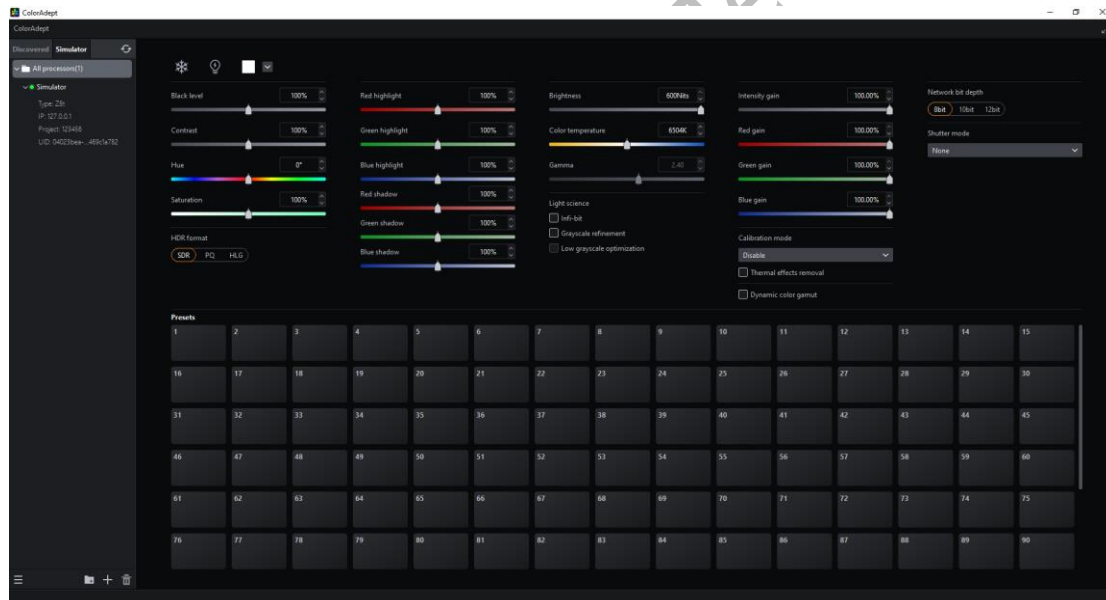 ColorAdept
ColorAdept
Discovered Simulator
All processors(1)
Simulator
Type: Z8t
IP: 127.0.0.1
Project: 123456
Black level 100%
Contrast 100%
Hue 0°
Saturation 100%
HDR format
SDR PQ HLG
Red highlight 100%
Green highlight 100%
Blue highlight 100%
Red shadow 100%
Green shadow 100%
Blue shadow 100%
Brightness 600Nits
Color temperature 6504K
Gamma 2.40
Light science
Infi-bit
Grayscale refinement
Low grayscale optimization
Intensity gain 100.00%
Red gain 100.00%
Green gain 100.00%
Blue gain 100.00%
Calibration mode
Disable
Thermal effects removal
Dynamic color gamut
Network bit depth
8bit 10bit 12bit
Shutter mode
None
Presets
1 2 3 4 5 6 7 8 9 10 11 12 13 14 15
16 17 18 19 20 21 22 23 24 25 26 27 28 29 30
31 32 33 34 35 36 37 38 39 40 41 42 43 44 45
46 47 48 49 50 51 52 53 54 55 56 57 58 59 60
61 62 63 64 65 66 67 68 69 70 71 72 73 74 75
76 77 78 79 80 81 82 83 84 85 86 87 88 89 90